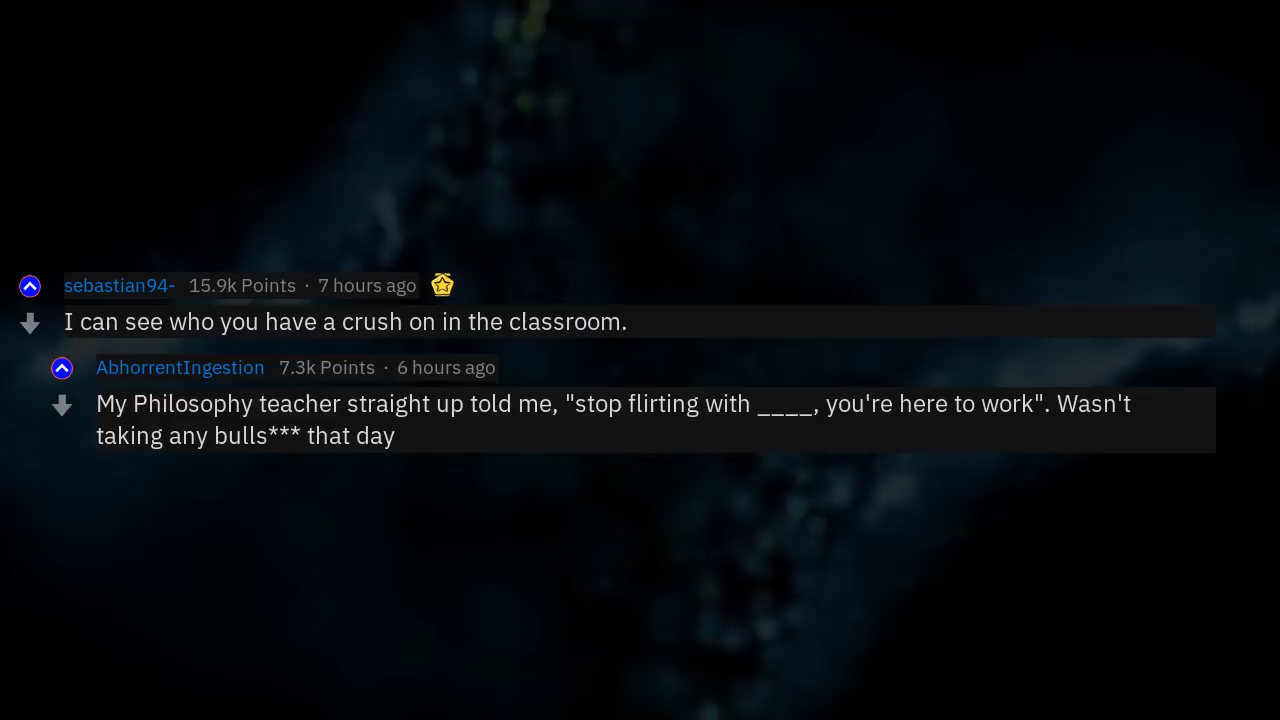 sebastian94- 15.9k Points · 7 hours ago
I can see who you have a crush on in the classroom.
AbhorrentIngestion 7.3k Points · 6 hours ago
My Philosophy teacher straight up told me, "stop flirting with ____, you're here to work". Wasn't
taking any bulls*** that day